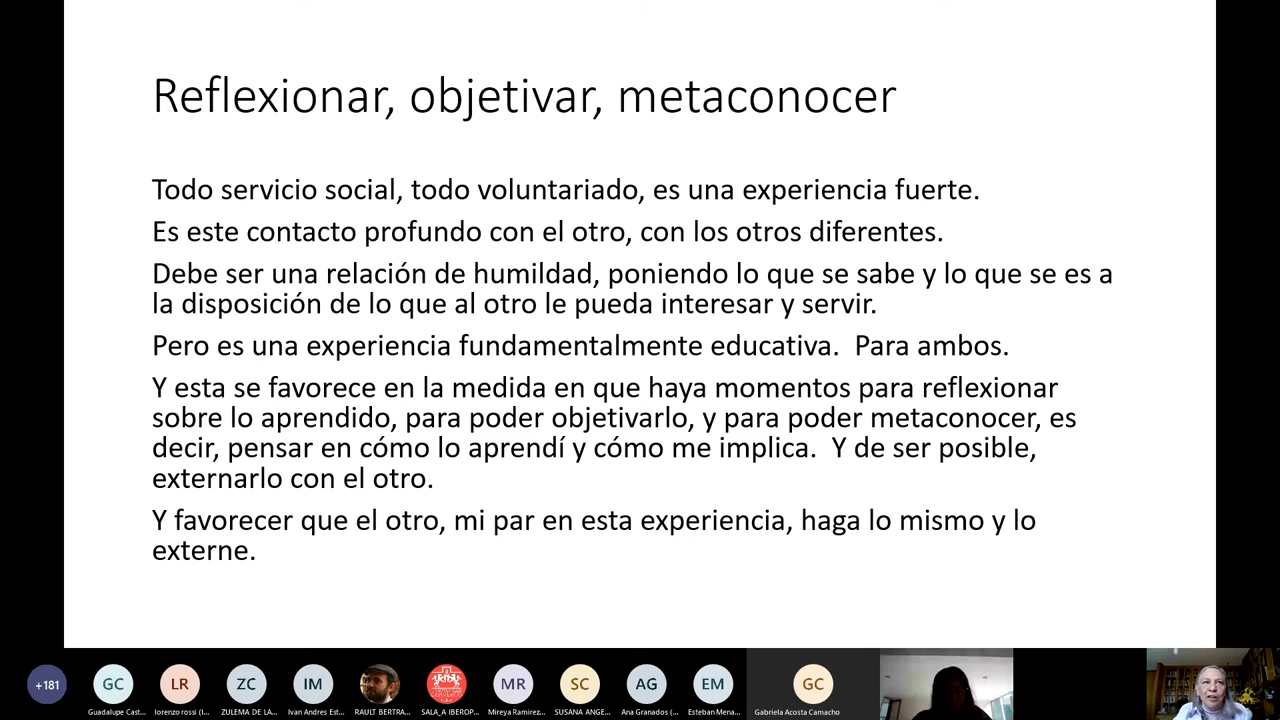 Reflexionar, objetivar, metaconocer
Todo servicio social, todo voluntariado, es una experiencia fuerte.
Es este contacto profundo con el otro, con los otros diferentes.
Debe ser una relación de humildad, poniendo lo que se sabe y lo que se es a
la disposición de lo que al otro le pueda interesar y servir.
Pero es una experiencia fundamentalmente educativa.  Para ambos.
Y esta se favorece en la medida en que haya momentos para reflexionar
sobre lo aprendido, para poder objetivarlo, y para poder metaconocer, es
decir, pensar en cómo lo aprendí y cómo me implica.  Y de ser posible,
externarlo con el otro.
Y favorecer que el otro, mi par en esta experiencia, haga lo mismo y lo
externe.
+181 GC LR ZC IM MR SC AG EM GC
Guadalupe Cast... lorenzo rossi (I... ZULEMA DE LA... Ivan Andres Est... RAULT BERTRA... SALA_A IBEROP... Mireya Ramirez... SUSANA ANGE... Ana Granados (... Esteban Mena... Gabriela Acosta Camacho